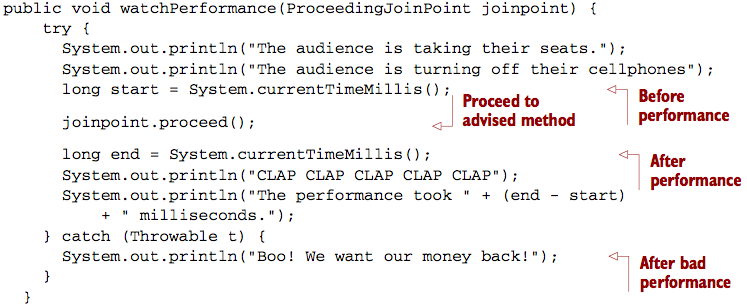 public void watchPerformance(ProceedingJoinPoint joinpoint) {
try {
System.out.println("The audience is taking their seats.");
System.out.println("The audience is turning off their cellphones");
long start = System.currentTimeMillis();
Before
performance
Proceed to
advised method
joinpoint.proceed();
long end = System.currentTimeMillis();
After
performance
System.out.println("CLAP CLAP CLAP CLAP CLAP");
System.out.println("The performance took " + (end - start)
+ " milliseconds.");
} catch (Throwable t) {
System.out.println("Boo! We want our money back!");
After bad
performance
}
}